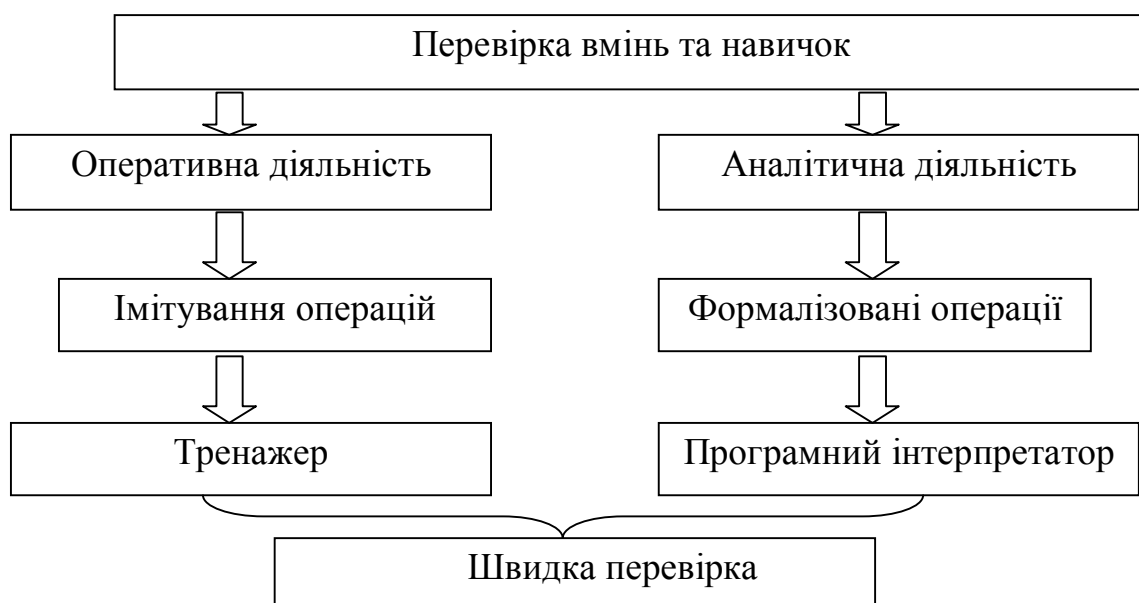 Перевірка вмінь та навичок
Оперативна діяльність
Аналітична діяльність
Імітування операцій
Формалізовані операції
Тренажер
Програмний інтерпретатор
Швидка перевірка